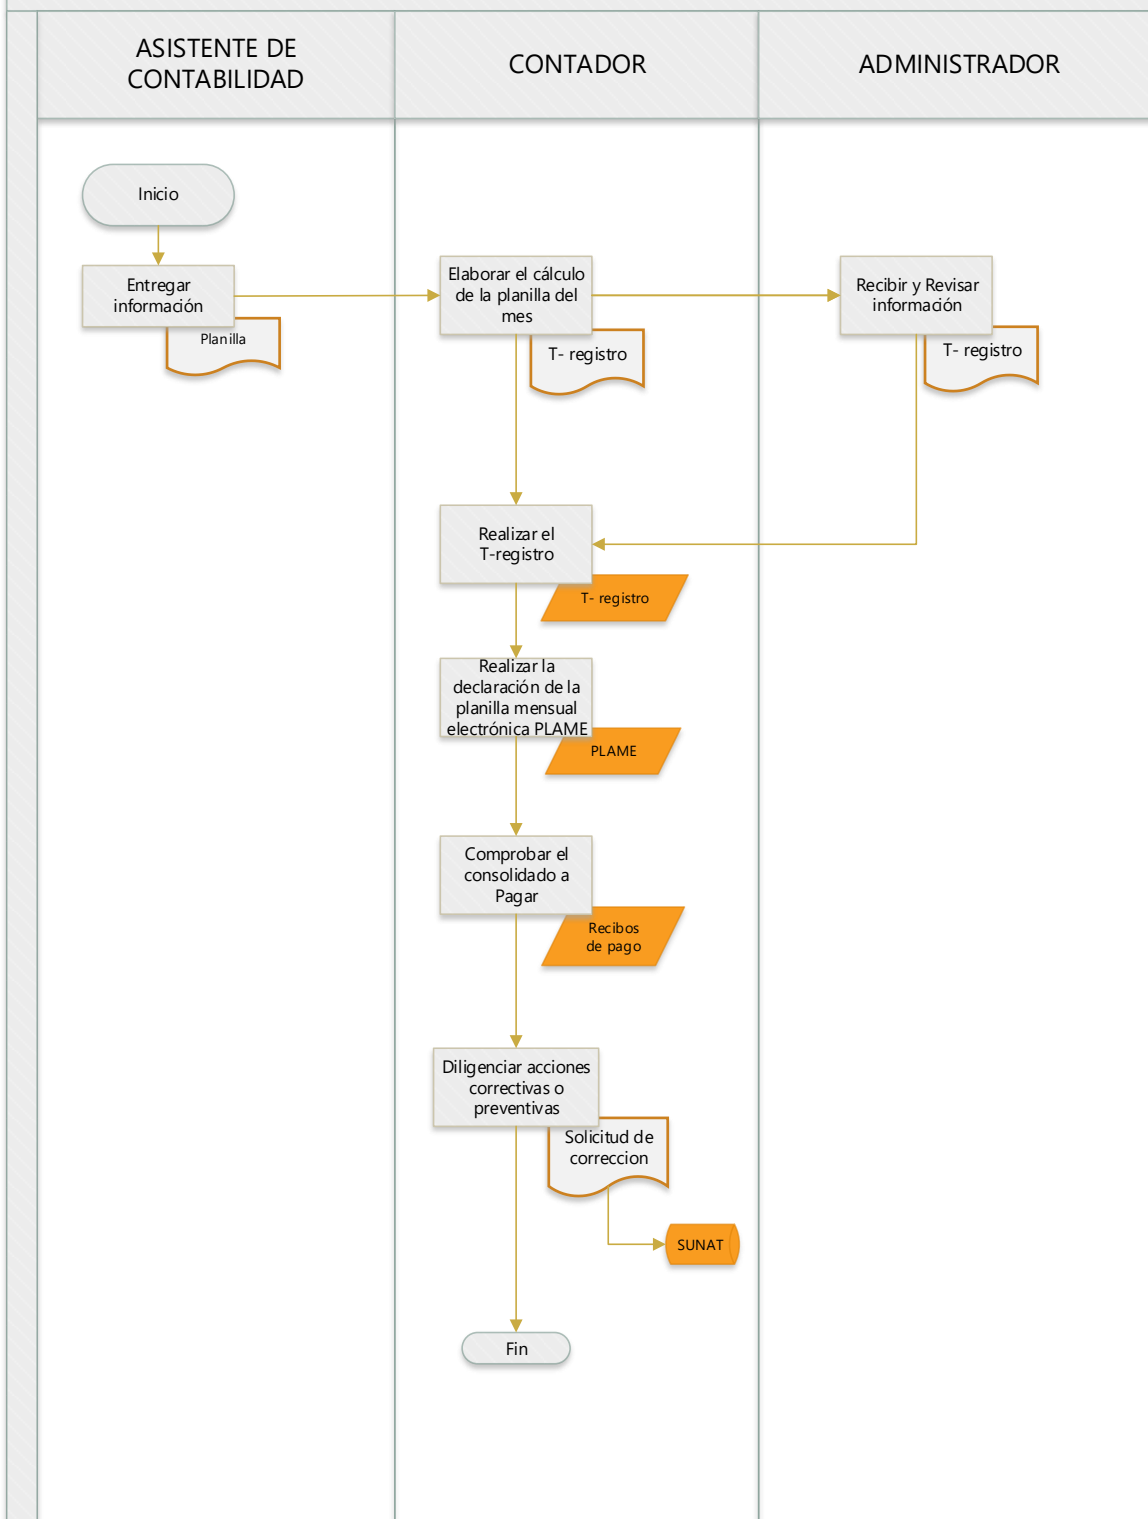 ASISTENTE DE
CONTABILIDAD
CONTADOR
ADMINISTRADOR
Inicio
Entregar
información
Planilla
Elaborar el cálculo
de la planilla del
mes
T- registro
Recibir y Revisar
información
T- registro
Realizar el
T-registro
T- registro
Realizar la
declaración de la
planilla mensual
electrónica PLAME
PLAME
Comprobar el
consolidado a
Pagar
Recibos
de pago
Diligenciar acciones
correctivas o
preventivas
Solicitud de
correccion
SUNAT
Fin